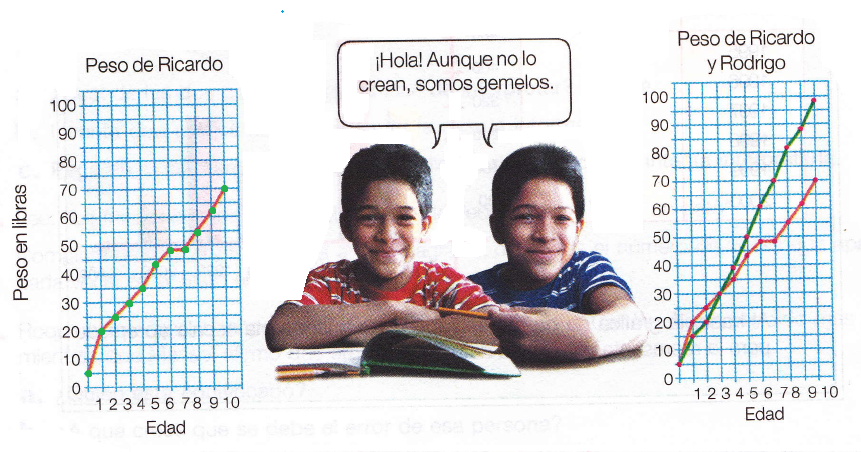 Peso de Ricardo
100
90
80
70
60
50
40
30
20
10
0
1 2 3 4 5 6 7 8 9 10
Peso en libras
Edad
¡Hola! Aunque no lo
crean, somos gemelos.
Peso de Ricardo
y Rodrigo
100
90
80
70
60
50
40
30
20
10
0
1 2 3 4 5 6 7 8 9 10
Edad
que se debe el error de esa persona?